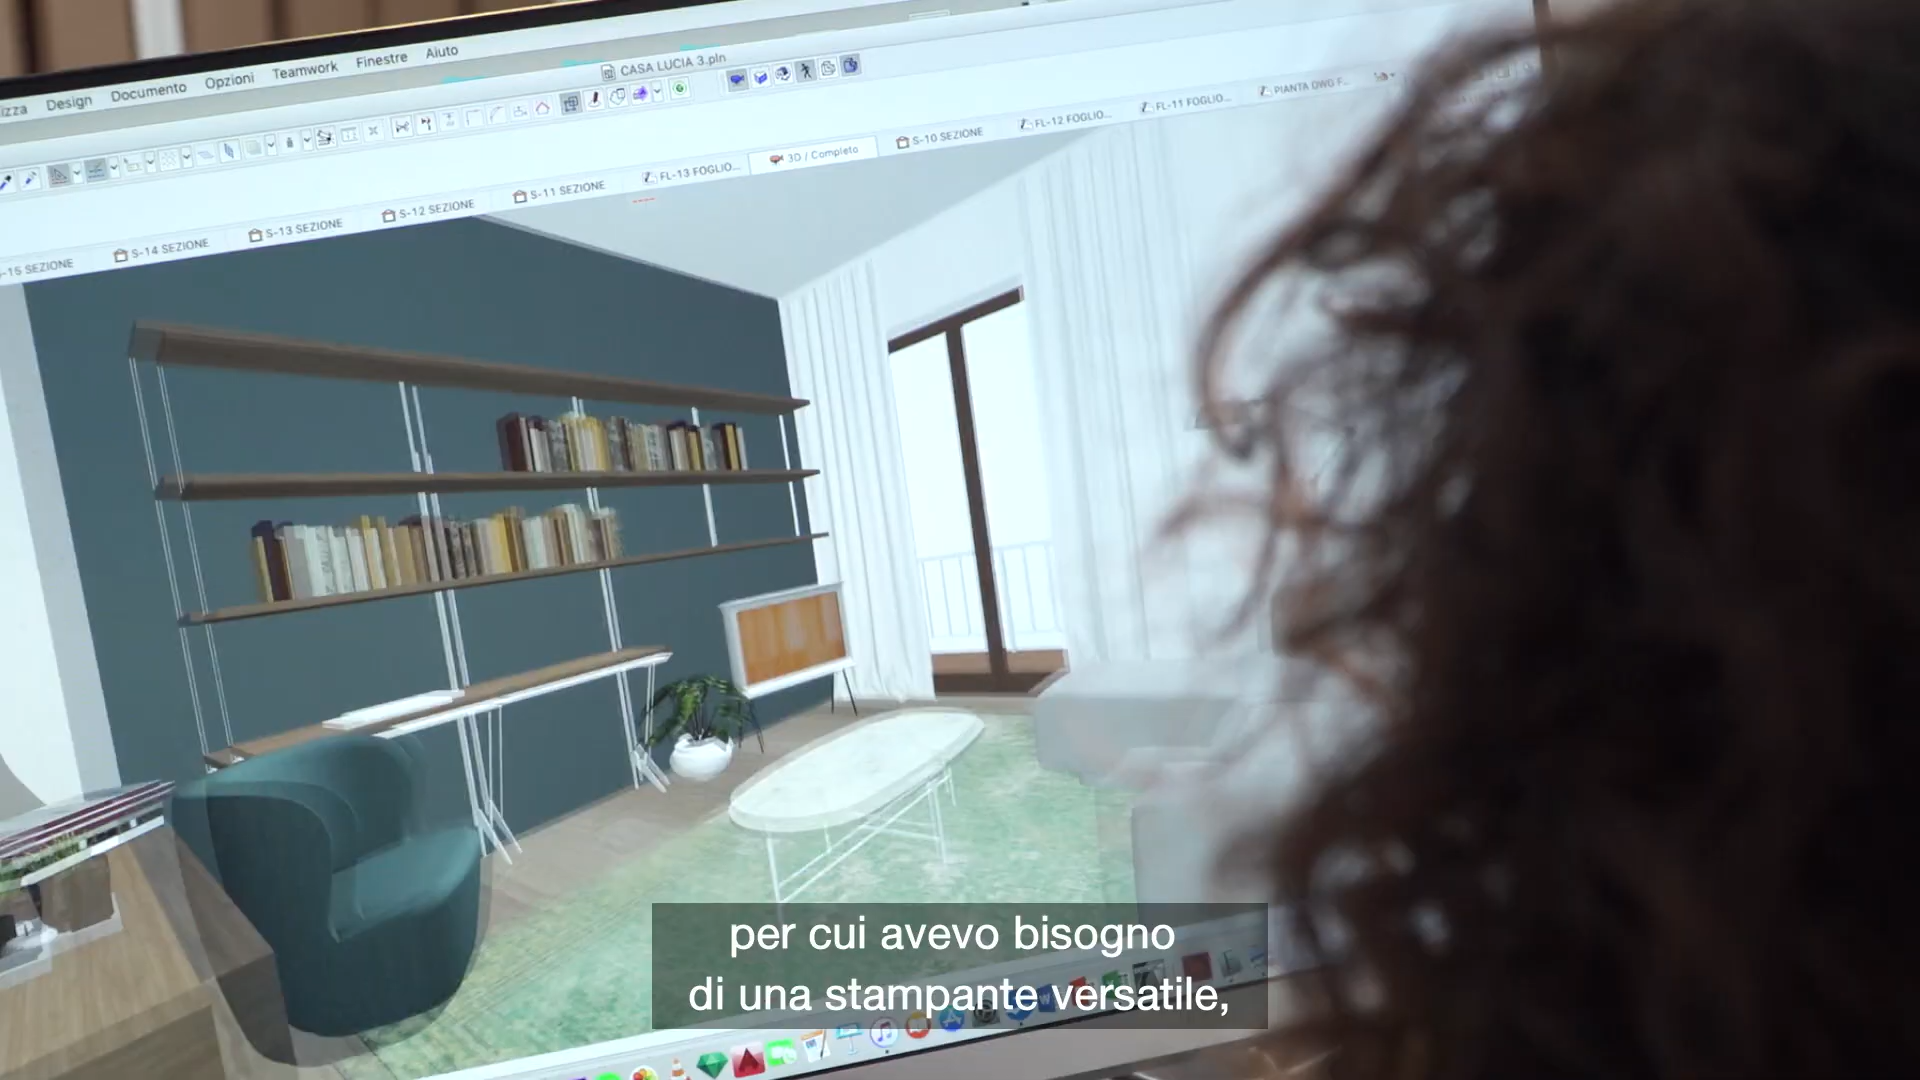 Design Documento Opzioni Teamwork Finestre Aiuto
CASA LUCIA 3.pln
-15 SEZIONE
S-14 SEZIONE
S-13 SEZIONE
S-12 SEZIONE
S-11 SEZIONE
FL-13 FOGLIO...
3D / Completo
S-10 SEZIONE
FL-12 FOGLIO...
FL-11 FOGLIO...
PIANTA DWG F...
per cui avevo bisogno
di una stampante versatile,